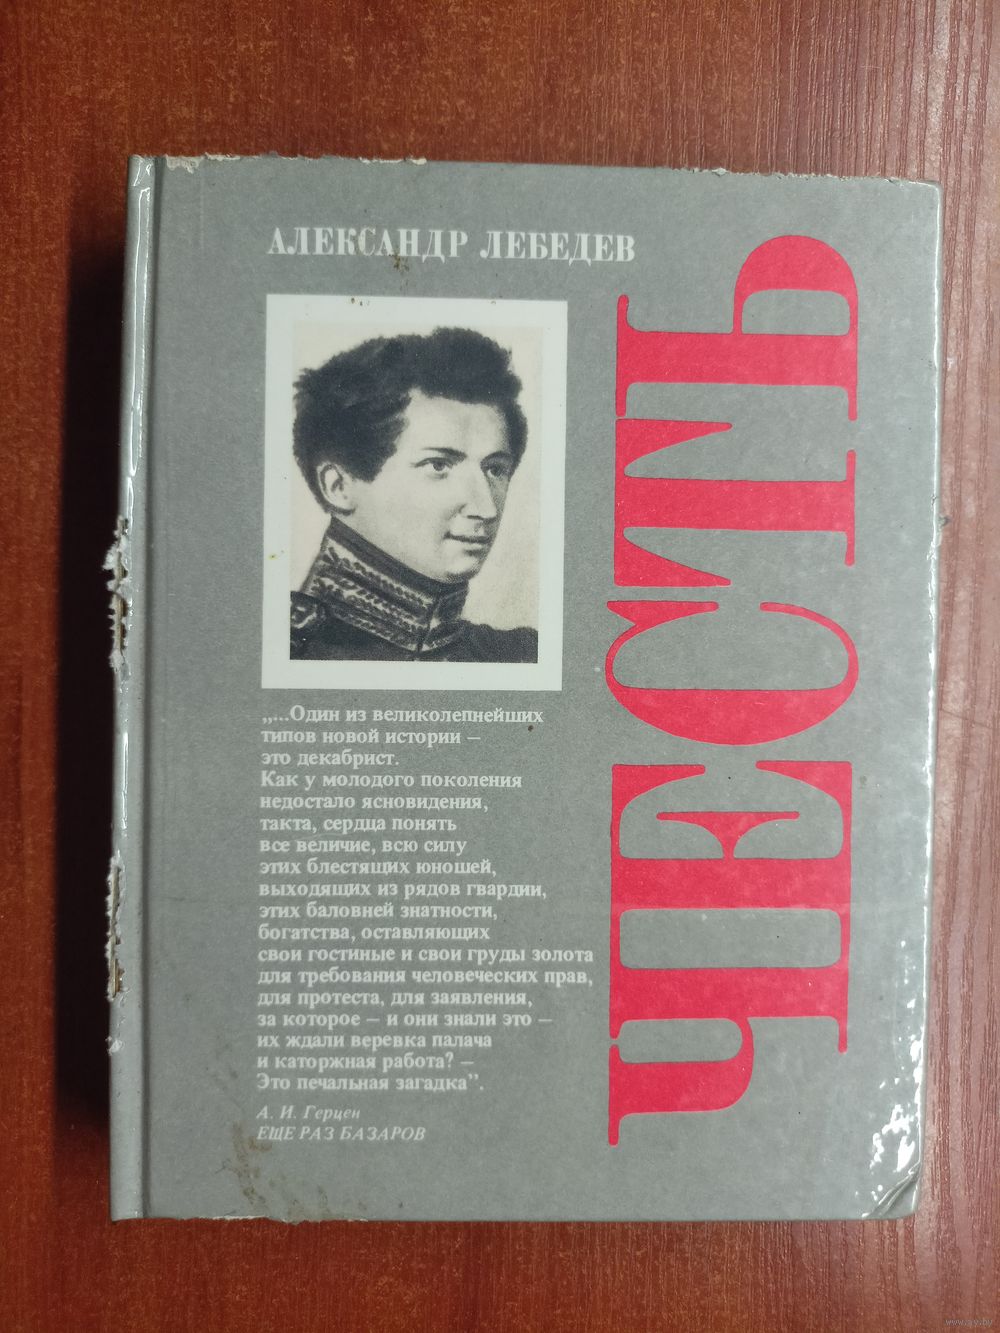 АЛЕКСАНДР ЛЕБЕДЕВ
ЧЕСТЬ
„...Один из великолепнейших
типов новой истории —
это декабрист.
Как у молодого поколения
недостало ясновидения,
такта, сердца понять
все величие, всю силу
этих блестящих юношей,
выходящих из рядов гвардии,
этих баловней знатности,
богатства, оставляющих
свои гостиные и свои груды золота
для требования человеческих прав,
для протеста, для заявления,
за которое — и они знали это —
их ждали веревка палача
и каторжная работа? —
Это печальная загадка”.
А. И. Герцен
ЕЩЕ РАЗ БАЗАРОВ
www.ay.by